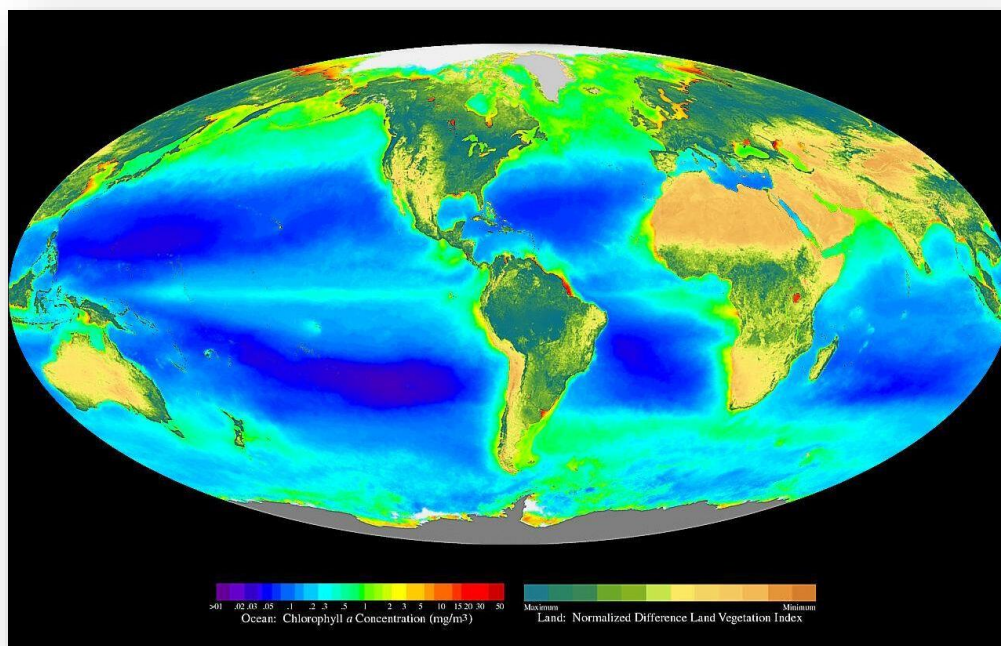 >01 .02 .03 .05 .1 .2 .3 .5 1 2 3 5 10 15 20 30 50
Ocean: Chlorophyll a Concentration (mg/m3)
Maximum Minimum
Land: Normalized Difference Land Vegetation Index